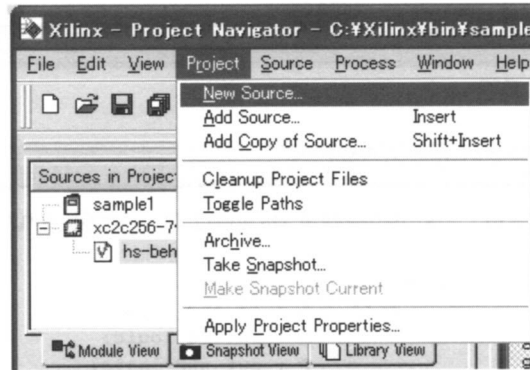 Xilinx - Project Navigator - C:¥Xilinx¥bin¥sample
File Edit View Project Source Process Window Help
New Source...
Add Source... Insert
Add Copy of Source... Shift+Insert
Cleanup Project Files
Toggle Paths
Archive...
Take Snapshot...
Make Snapshot Current
Apply Project Properties...
Sources in Projec
sample1
xc2c256-7
hs-beh
Module View Snapshot View Library View